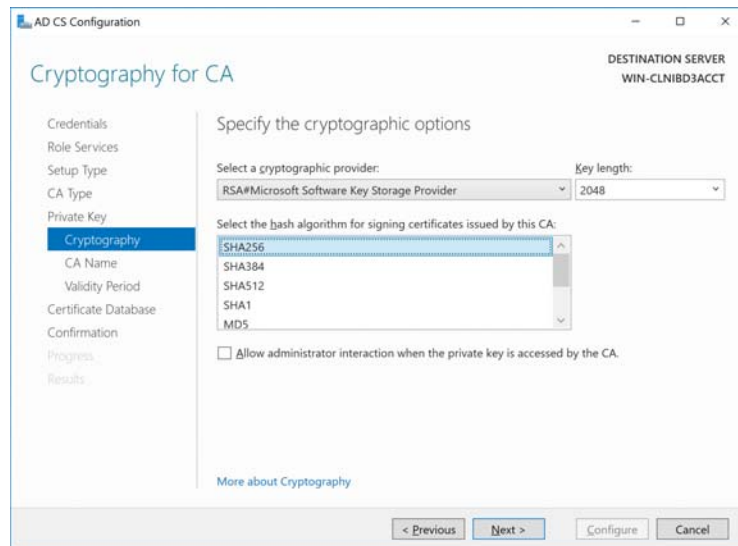 AD CS Configuration
Cryptography for CA
DESTINATION SERVER
WIN-CLNIBD3ACCT
Credentials
Role Services
Setup Type
CA Type
Private Key
Cryptography
CA Name
Validity Period
Certificate Database
Confirmation
Progress
Results
Specify the cryptographic options
Select a cryptographic provider:
Key length:
RSA#Microsoft Software Key Storage Provider
2048
Select the hash algorithm for signing certificates issued by this CA:
SHA256
SHA384
SHA512
SHA1
MD5
Allow administrator interaction when the private key is accessed by the CA.
More about Cryptography
< Previous
Next >
Configure
Cancel